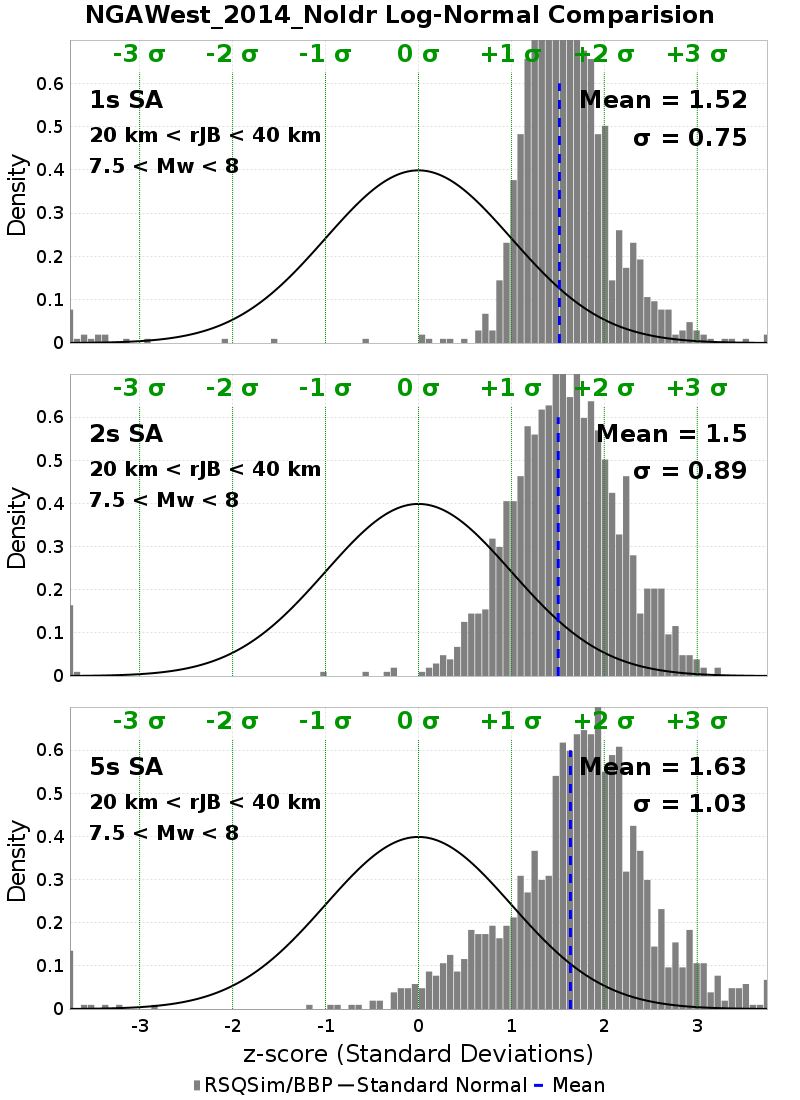 NGAWest_2014_NoIdr Log-Normal Comparision
-3 σ -2 σ -1 σ 0 σ +1 σ +2 σ +3 σ
1s SA
Mean = 1.52
20 km < rJB < 40 km
σ = 0.75
7.5 < Mw < 8
0.6
0.5
0.4
0.3
0.2
0.1
0
Density
-3 σ -2 σ -1 σ 0 σ +1 σ +2 σ +3 σ
2s SA
Mean = 1.5
20 km < rJB < 40 km
σ = 0.89
7.5 < Mw < 8
0.6
0.5
0.4
0.3
0.2
0.1
0
Density
-3 σ -2 σ -1 σ 0 σ +1 σ +2 σ +3 σ
5s SA
Mean = 1.63
20 km < rJB < 40 km
σ = 1.03
7.5 < Mw < 8
0.6
0.5
0.4
0.3
0.2
0.1
0
Density
-3 -2 -1 0 1 2 3
z-score (Standard Deviations)
RSQSim/BBP Standard Normal Mean